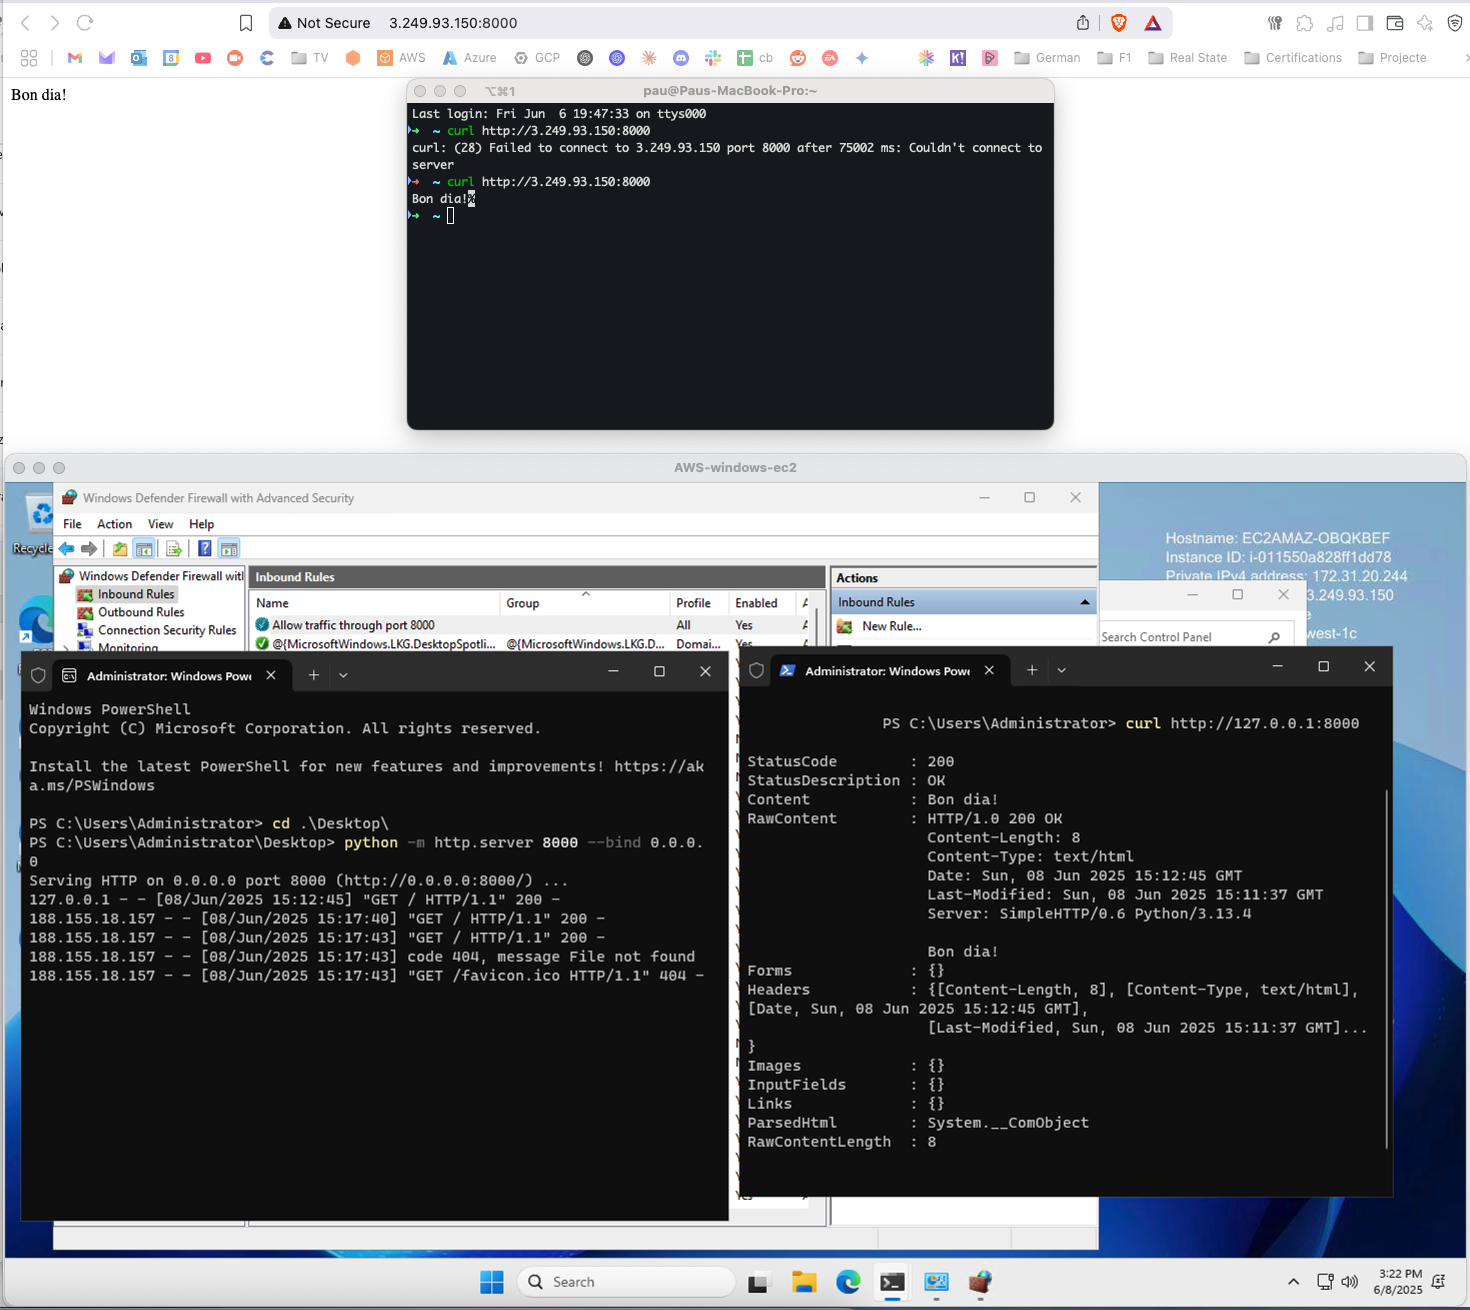 Not Secure 3.249.93.150:8000
TV AWS Azure GCP cb German F1 Real State Certifications Projecte
Bon dia!
⌥⌘1 pau@Paus-MacBook-Pro:~
Last login: Fri Jun  6 19:47:33 on ttys000
➜ ~ curl http://3.249.93.150:8000
curl: (28) Failed to connect to 3.249.93.150 port 8000 after 75002 ms: Couldn't connect to
server
➜ ~ curl http://3.249.93.150:8000
Bon dia!%
➜ ~
AWS-windows-ec2
Recycle
Windows Defender Firewall with Advanced Security
File Action View Help
Windows Defender Firewall wit
Inbound Rules
Outbound Rules
Connection Security Rules
Monitoring
Inbound Rules
Name Group Profile Enabled A
Allow traffic through port 8000 All Yes A
@{MicrosoftWindows.LKG.DesktopSpotli... @{MicrosoftWindows.LKG.D... Domai... Yes A
Actions
Inbound Rules
New Rule...
Hostname: EC2AMAZ-OBQKBEF
Instance ID: i-011550a828ff1dd78
Private IPv4 address: 172.31.20.244
3.249.93.150
west-1c
Search Control Panel
Administrator: Windows Powe
Windows PowerShell
Copyright (C) Microsoft Corporation. All rights reserved.
Install the latest PowerShell for new features and improvements! https://ak
a.ms/PSWindows
PS C:\Users\Administrator> cd .\Desktop\
PS C:\Users\Administrator\Desktop> python -m http.server 8000 --bind 0.0.0.
0
Serving HTTP on 0.0.0.0 port 8000 (http://0.0.0.0:8000/) ...
127.0.0.1 - - [08/Jun/2025 15:12:45] "GET / HTTP/1.1" 200 -
188.155.18.157 - - [08/Jun/2025 15:17:40] "GET / HTTP/1.1" 200 -
188.155.18.157 - - [08/Jun/2025 15:17:43] "GET / HTTP/1.1" 200 -
188.155.18.157 - - [08/Jun/2025 15:17:43] code 404, message File not found
188.155.18.157 - - [08/Jun/2025 15:17:43] "GET /favicon.ico HTTP/1.1" 404 -
Administrator: Windows Powe
PS C:\Users\Administrator> curl http://127.0.0.1:8000
StatusCode : 200
StatusDescription : OK
Content : Bon dia!
RawContent : HTTP/1.0 200 OK
Content-Length: 8
Content-Type: text/html
Date: Sun, 08 Jun 2025 15:12:45 GMT
Last-Modified: Sun, 08 Jun 2025 15:11:37 GMT
Server: SimpleHTTP/0.6 Python/3.13.4
Bon dia!
Forms : {}
Headers : {[Content-Length, 8], [Content-Type, text/html],
[Date, Sun, 08 Jun 2025 15:12:45 GMT],
[Last-Modified, Sun, 08 Jun 2025 15:11:37 GMT]...
}
Images : {}
InputFields : {}
Links : {}
ParsedHtml : System.__ComObject
RawContentLength : 8
Search
3:22 PM
6/8/2025